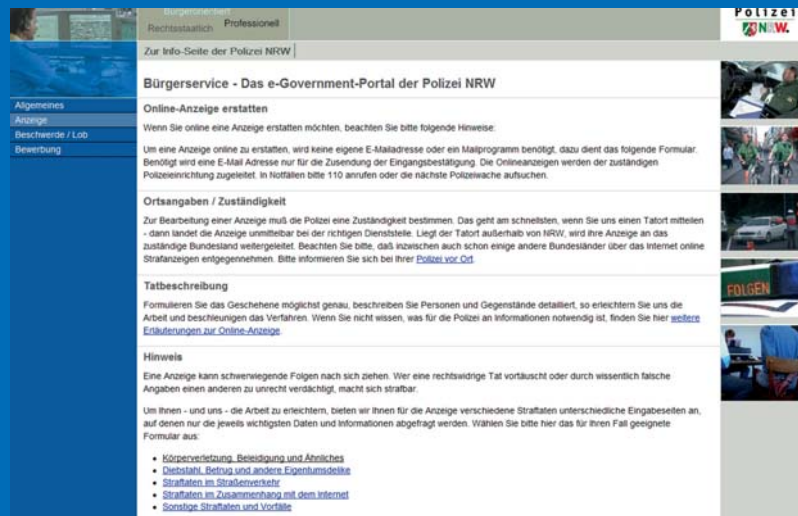 Bürgerorientiert
Rechtsstaatlich Professionell
Polizei
NRW.
Zur Info-Seite der Polizei NRW
Bürgerservice - Das e-Government-Portal der Polizei NRW
Allgemeines
Anzeige
Beschwerde / Lob
Bewerbung
Online-Anzeige erstatten
Wenn Sie online eine Anzeige erstatten möchten, beachten Sie bitte folgende Hinweise:
Um eine Anzeige online zu erstatten, wird keine eigene E-Mailadresse oder ein Mailprogramm benötigt, dazu dient das folgende Formular.
Benötigt wird eine E-Mail Adresse nur für die Zusendung der Eingangsbestätigung. Die Onlineanzeigen werden der zuständigen
Polizeieinrichtung zugeleitet. In Notfällen bitte 110 anrufen oder die nächste Polizeiwache aufsuchen.
Ortsangaben / Zuständigkeit
Zur Bearbeitung einer Anzeige muß die Polizei eine Zuständigkeit bestimmen. Das geht am schnellsten, wenn Sie uns einen Tatort mitteilen
- dann landet die Anzeige unmittelbar bei der richtigen Dienststelle. Liegt der Tatort außerhalb von NRW, wird ihre Anzeige an das
zuständige Bundesland weitergeleitet. Beachten Sie bitte, daß inzwischen auch schon einige andere Bundesländer über das Internet online
Strafanzeigen entgegennehmen. Bitte informieren Sie sich bei Ihrer Polizei vor Ort.
Tatbeschreibung
Formulieren Sie das Geschehene möglichst genau, beschreiben Sie Personen und Gegenstände detailliert, so erleichtern Sie uns die
Arbeit und beschleunigen das Verfahren. Wenn Sie nicht wissen, was für die Polizei an Informationen notwendig ist, finden Sie hier weitere
Erläuterungen zur Online-Anzeige.
FOLGEN
Hinweis
Eine Anzeige kann schwerwiegende Folgen nach sich ziehen. Wer eine rechtswidrige Tat vortäuscht oder durch wissentlich falsche
Angaben einen anderen zu unrecht verdächtigt, macht sich strafbar.
Um Ihnen - und uns - die Arbeit zu erleichtern, bieten wir Ihnen für die Anzeige verschiedene Straftaten unterschiedliche Eingabeseiten an,
auf denen nur die jeweils wichtigsten Daten und Informationen abgefragt werden. Wählen Sie bitte hier das für Ihren Fall geeignete
Formular aus:
• Körperverletzung, Beleidigung und Ähnliches
• Diebstahl, Betrug und andere Eigentumsdelike
• Straftaten im Straßenverkehr
• Straftaten im Zusammenhang mit dem Internet
• Sonstige Straftaten und Vorfälle